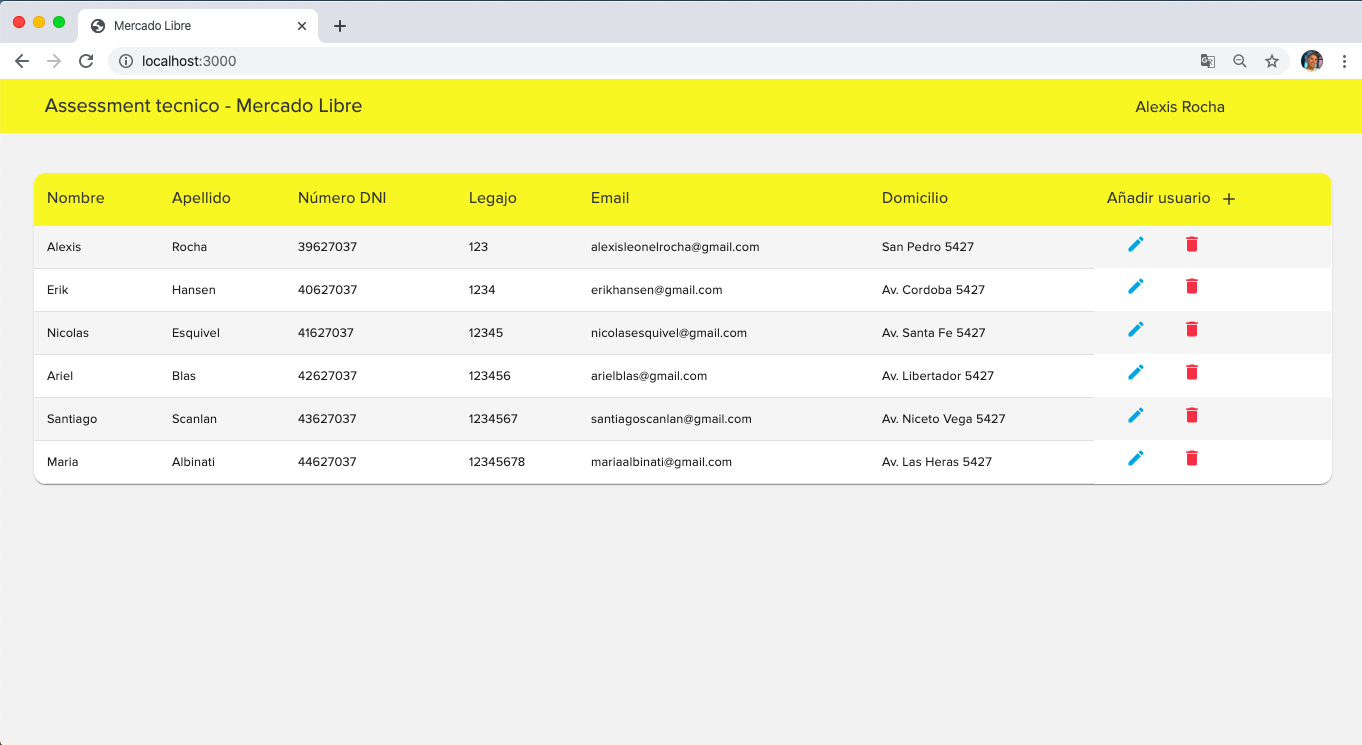 Mercado Libre
localhost:3000
Assessment tecnico - Mercado Libre Alexis Rocha
Nombre Apellido Número DNI Legajo Email Domicilio Añadir usuario +
Alexis Rocha 39627037 123 alexisleonelrocha@gmail.com San Pedro 5427
Erik Hansen 40627037 1234 erikhansen@gmail.com Av. Cordoba 5427
Nicolas Esquivel 41627037 12345 nicolasesquivel@gmail.com Av. Santa Fe 5427
Ariel Blas 42627037 123456 arielblas@gmail.com Av. Libertador 5427
Santiago Scanlan 43627037 1234567 santiagoscanlan@gmail.com Av. Niceto Vega 5427
Maria Albinati 44627037 12345678 mariaalbinati@gmail.com Av. Las Heras 5427